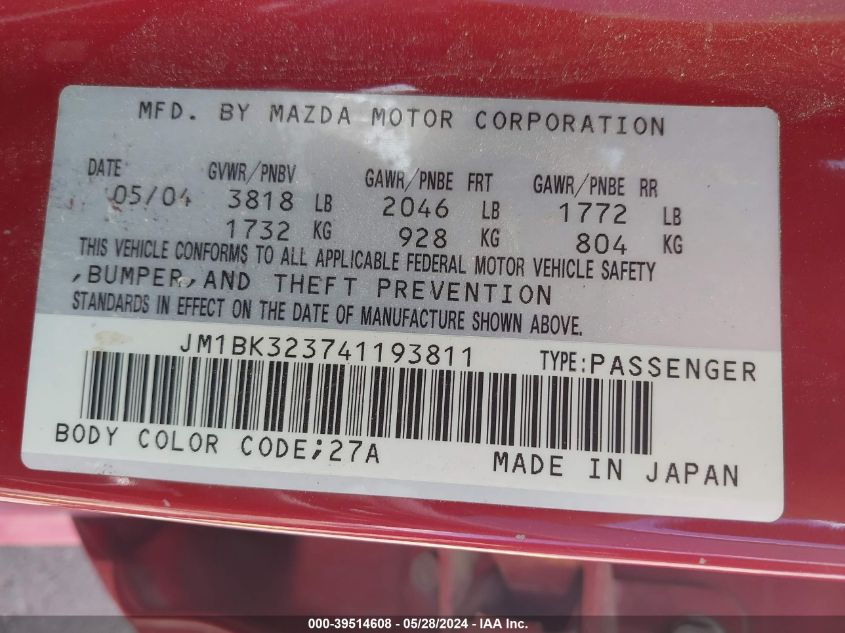 MFD. BY MAZDA MOTOR CORPORATION
DATE GVWR/PNBV GAWR/PNBE FRT GAWR/PNBE RR
05/04 3818 LB 2046 LB 1772 LB
1732 KG 928 KG 804 KG
THIS VEHICLE CONFORMS TO ALL APPLICABLE FEDERAL MOTOR VEHICLE SAFETY
,BUMPER,AND THEFT PREVENTION
STANDARDS IN EFFECT ON THE DATE OF MANUFACTURE SHOWN ABOVE.
JM1BK323741193811 TYPE:PASSENGER
BODY COLOR CODE;27A MADE IN JAPAN
000-39514608 - 05/28/2024 - IAA Inc.